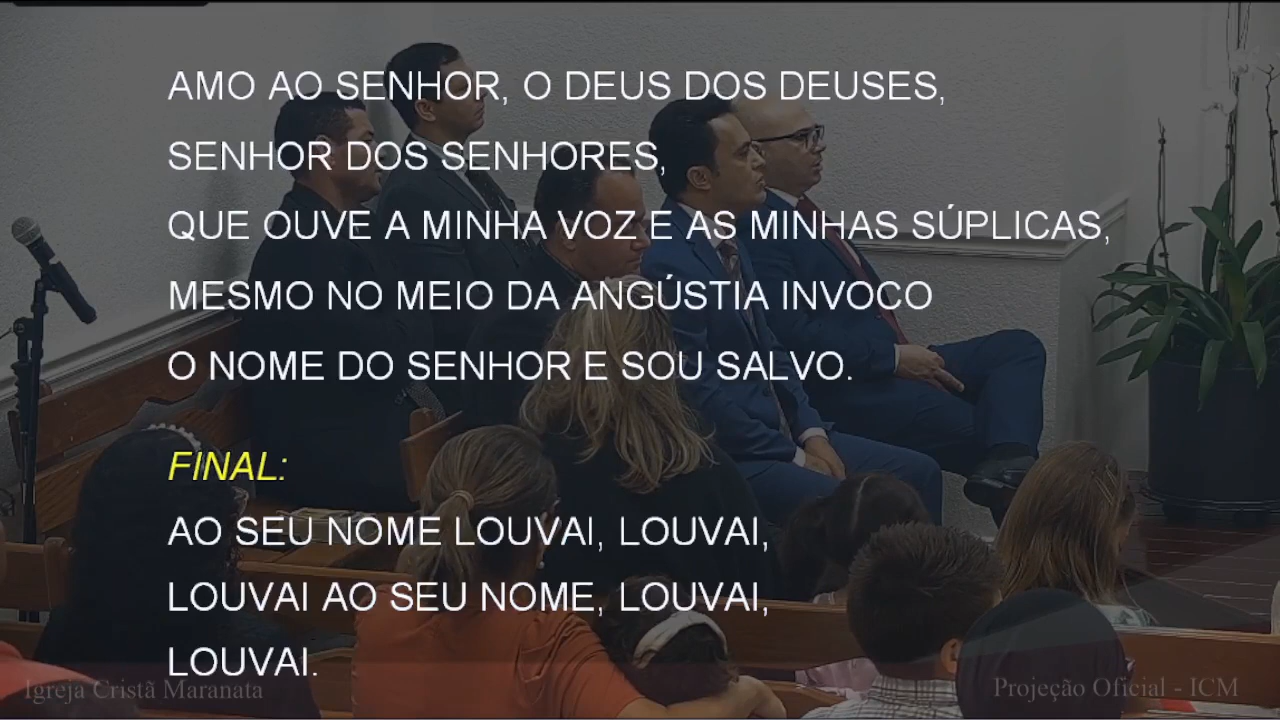 AMO AO SENHOR, O DEUS DOS DEUSES,
SENHOR DOS SENHORES,
QUE OUVE A MINHA VOZ E AS MINHAS SÚPLICAS,
MESMO NO MEIO DA ANGÚSTIA INVOCO
O NOME DO SENHOR E SOU SALVO.
FINAL:
AO SEU NOME LOUVAI, LOUVAI,
LOUVAI AO SEU NOME, LOUVAI,
LOUVAI.
Igreja Cristã Maranata
Projeção Oficial - ICM